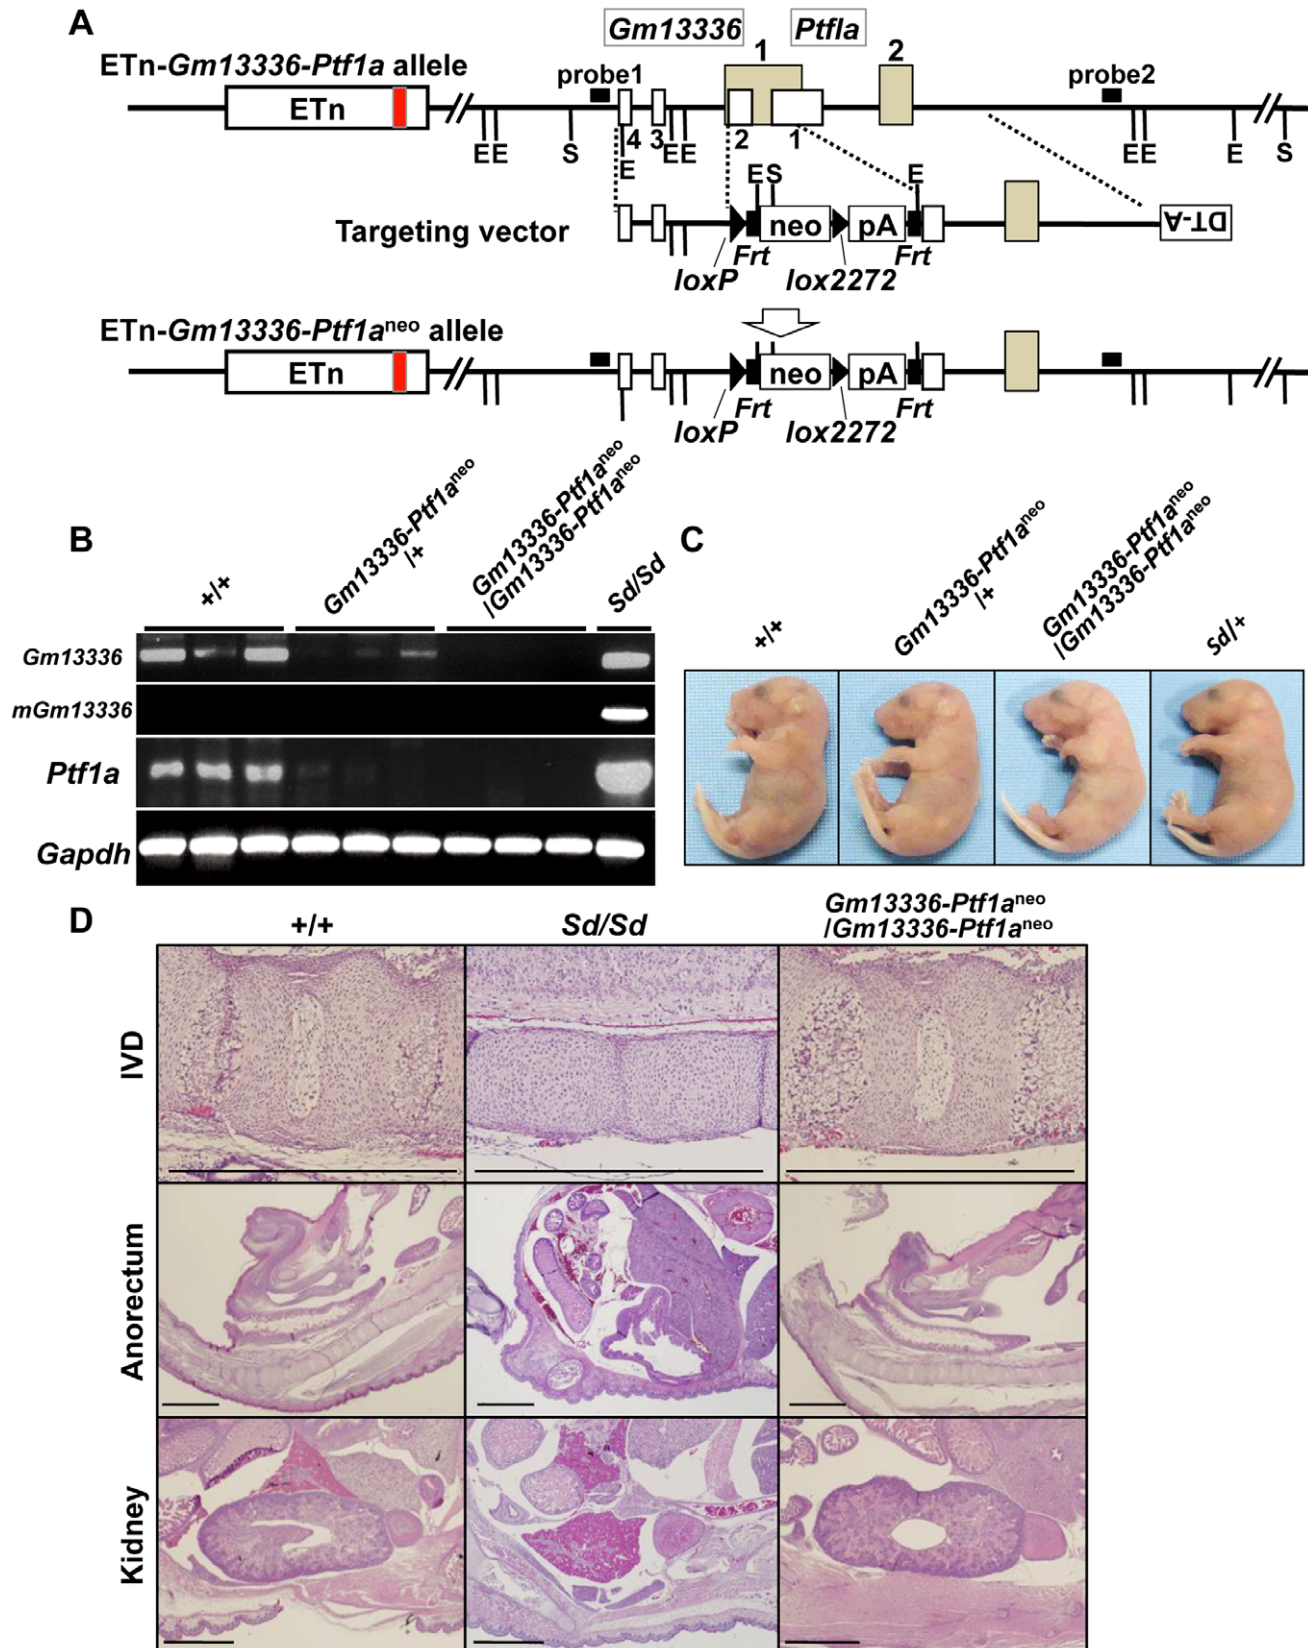 A
Gm13336 Ptfla
ETn-Gm13336-Ptf1a allele
1 2
probe1 probe2
ETn
4 3 2 1
E E S E E E E E E S
E S E
Targeting vector
neo pA DT-A
Frt Frt
loxP lox2272
ETn-Gm13336-Ptf1aneo allele
ETn neo pA
Frt Frt
loxP lox2272
B
+/+
Gm13336-Ptf1aneo
/+
Gm13336-Ptf1aneo
/Gm13336-Ptf1aneo
Sd/Sd
Gm13336
mGm13336
Ptf1a
Gapdh
C
+/+
Gm13336-Ptf1aneo
/+
Gm13336-Ptf1aneo
/Gm13336-Ptf1aneo
Sd/+
D
+/+
Sd/Sd
Gm13336-Ptf1aneo
/Gm13336-Ptf1aneo
IVD
Anorectum
Kidney